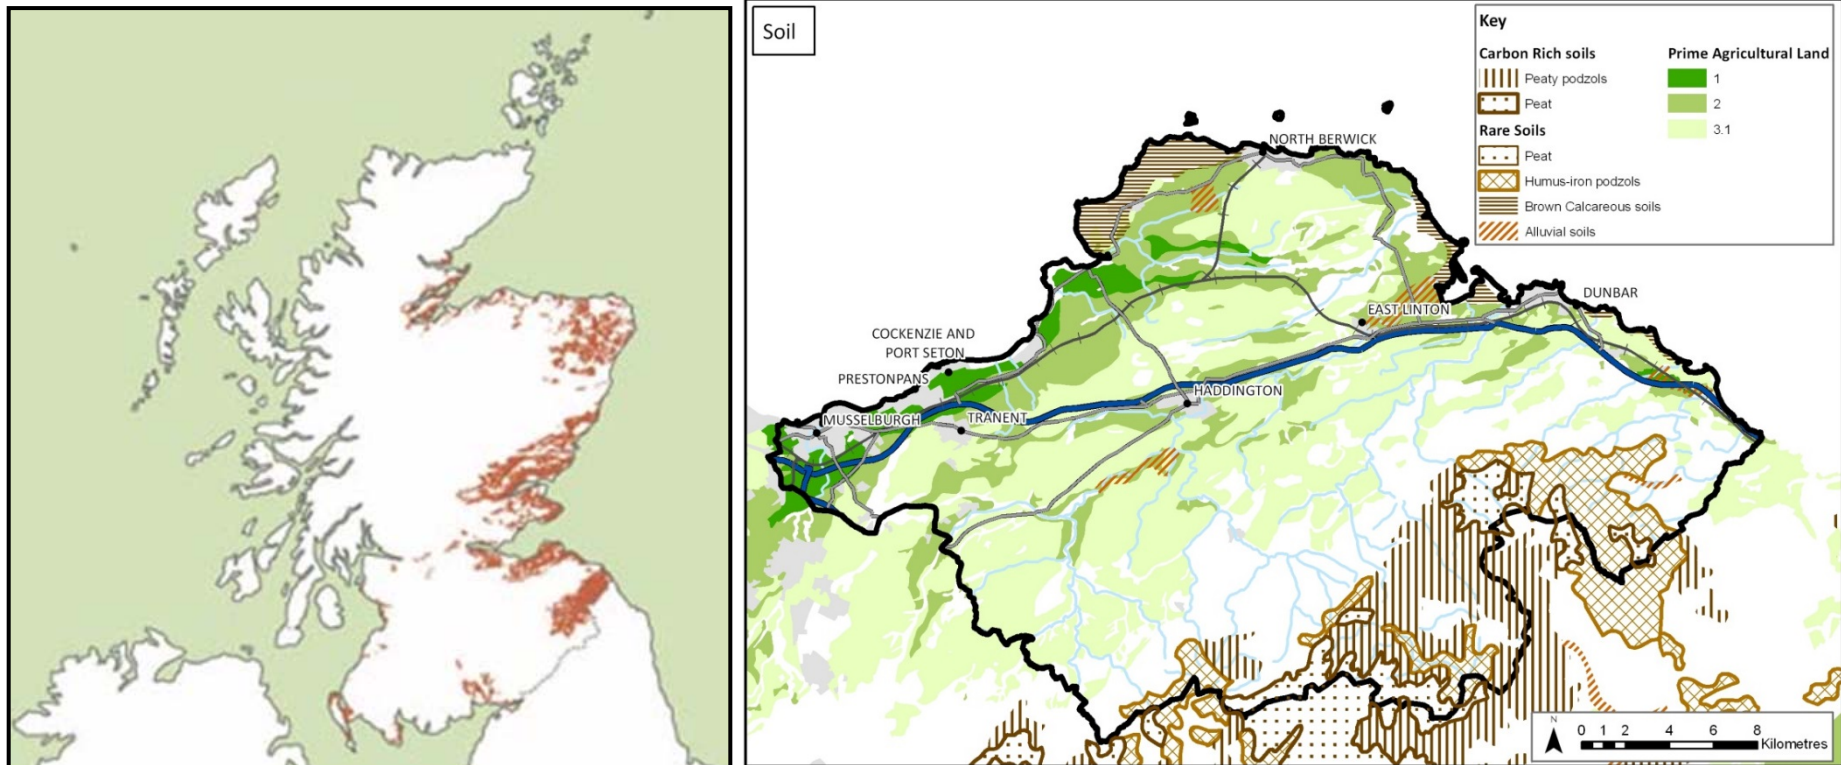 Soil
Key
Carbon Rich soils
Peaty podzols
Peat
Rare Soils
Peat
Humus-iron podzols
Brown Calcareous soils
Alluvial soils
Prime Agricultural Land
1
2
3.1
NORTH BERWICK
DUNBAR
EAST LINTON
COCKENZIE AND
PORT SETON
PRESTONPANS
HADDINGTON
MUSSELBURGH
TRANENT
N
0 1 2 4 6 8
Kilometres